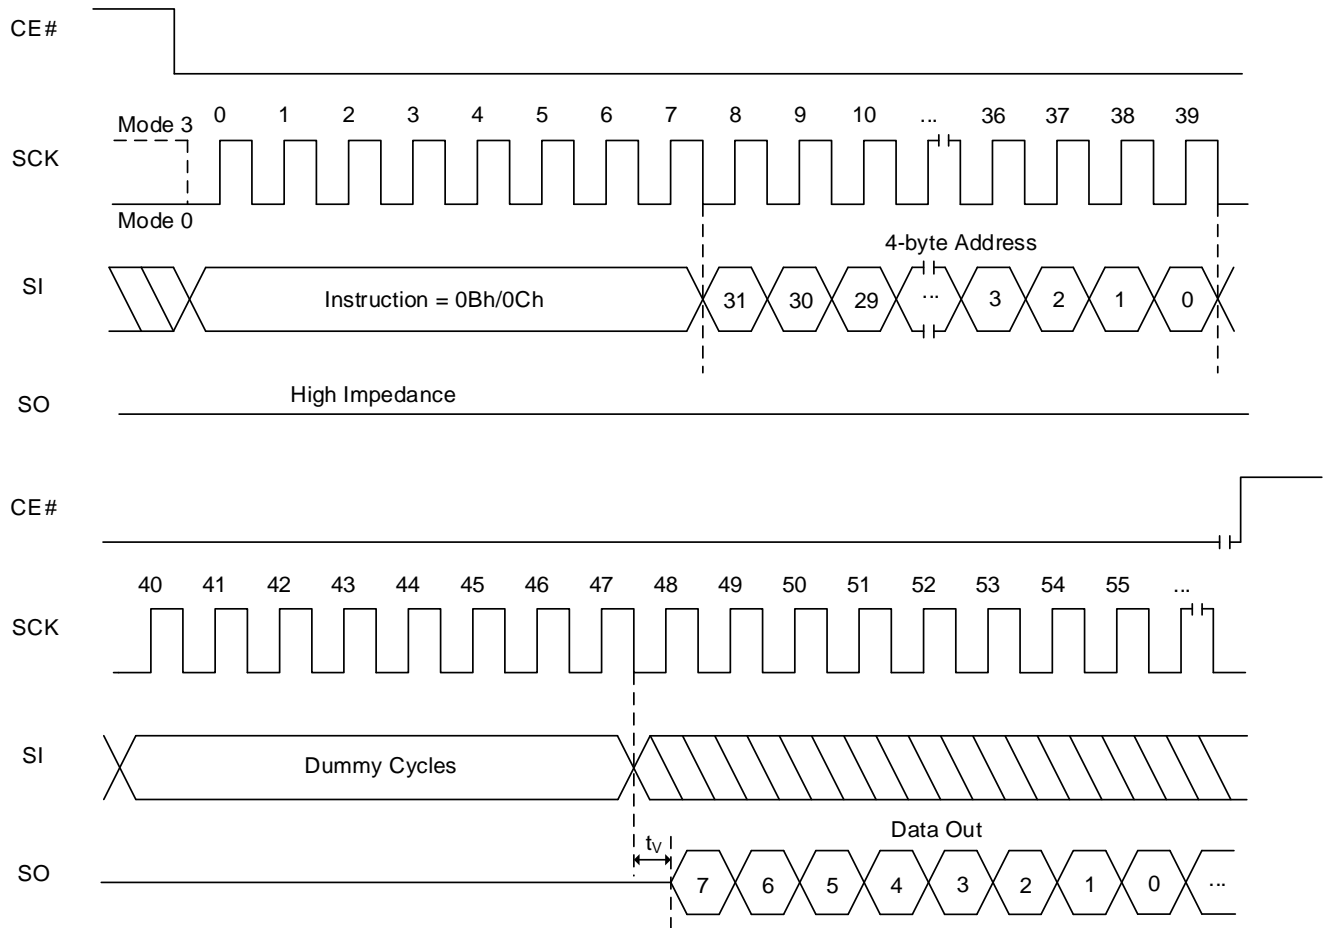 CE#
Mode 3 0 1 2 3 4 5 6 7 8 9 10 ... 36 37 38 39
SCK
Mode 0
4-byte Address
SI Instruction = 0Bh/0Ch 31 30 29 ... 3 2 1 0
High Impedance
SO
CE#
40 41 42 43 44 45 46 47 48 49 50 51 52 53 54 55 ...
SCK
SI Dummy Cycles
Data Out
tV
SO 7 6 5 4 3 2 1 0 ...